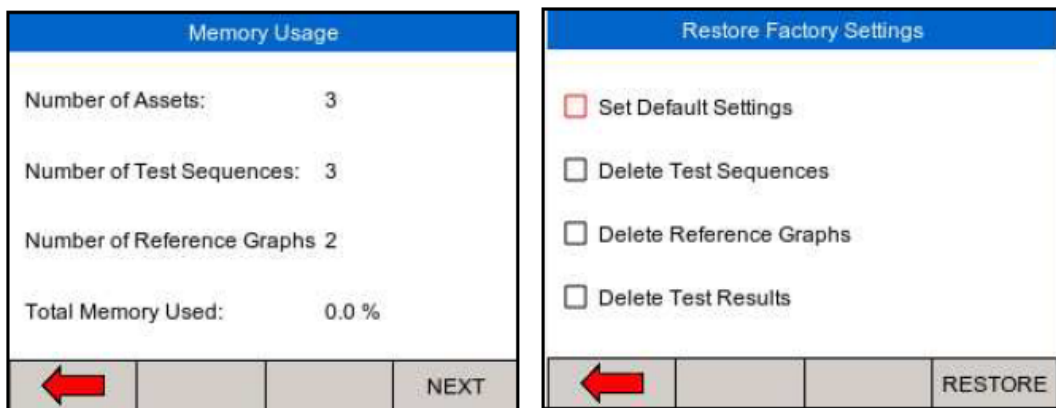 Memory Usage
Number of Assets: 3
Number of Test Sequences: 3
Number of Reference Graphs 2
Total Memory Used: 0.0 %
NEXT
Restore Factory Settings
Set Default Settings
Delete Test Sequences
Delete Reference Graphs
Delete Test Results
RESTORE